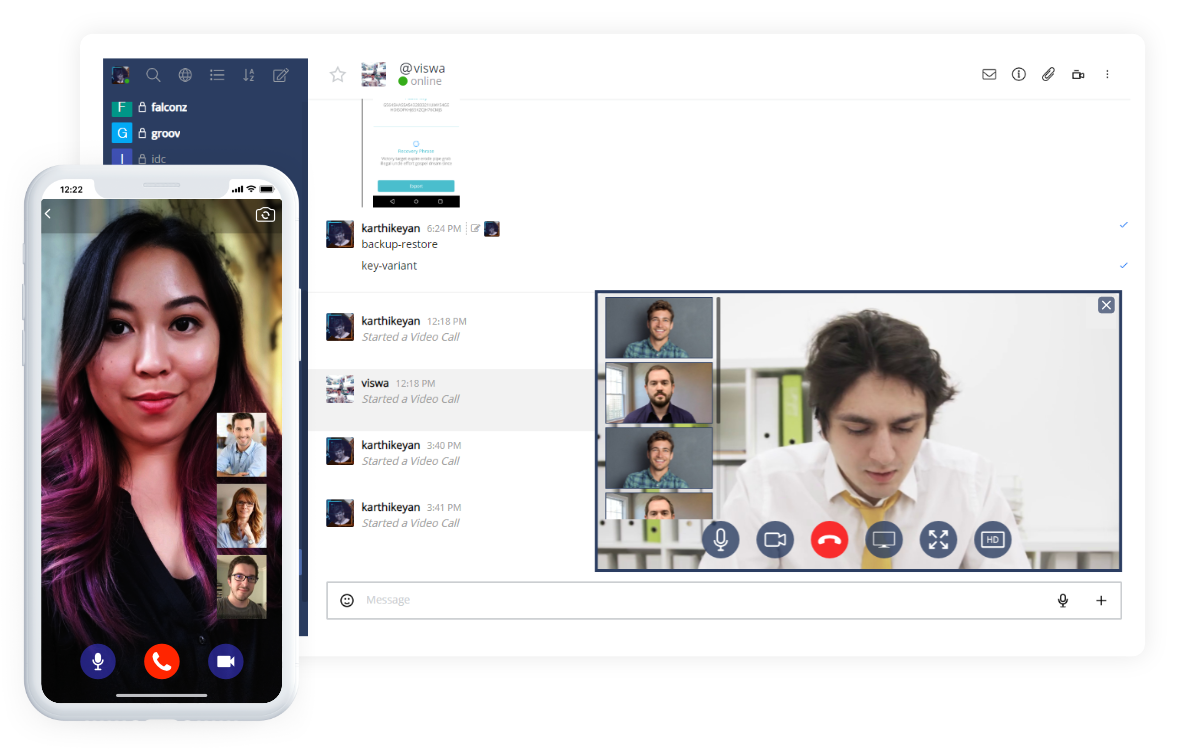 @viswa
online
F falconz
G groov
I idc
Recovery Phrase
Export
karthikeyan 6:24 PM
backup-restore
key-variant
12:22
karthikeyan 12:18 PM
Started a Video Call
viswa 12:18 PM
Started a Video Call
karthikeyan 3:40 PM
Started a Video Call
karthikeyan 3:41 PM
Started a Video Call
HD
Message